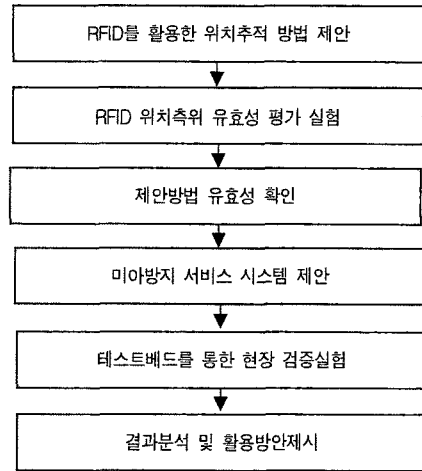 RFID를 활용한 위치추적 방법 제안
RFID 위치측위 유효성 평가 실험
제안방법 유효성 확인
미아방지 서비스 시스템 제안
테스트베드를 통한 현장 검증실험
결과분석 및 활용방안제시